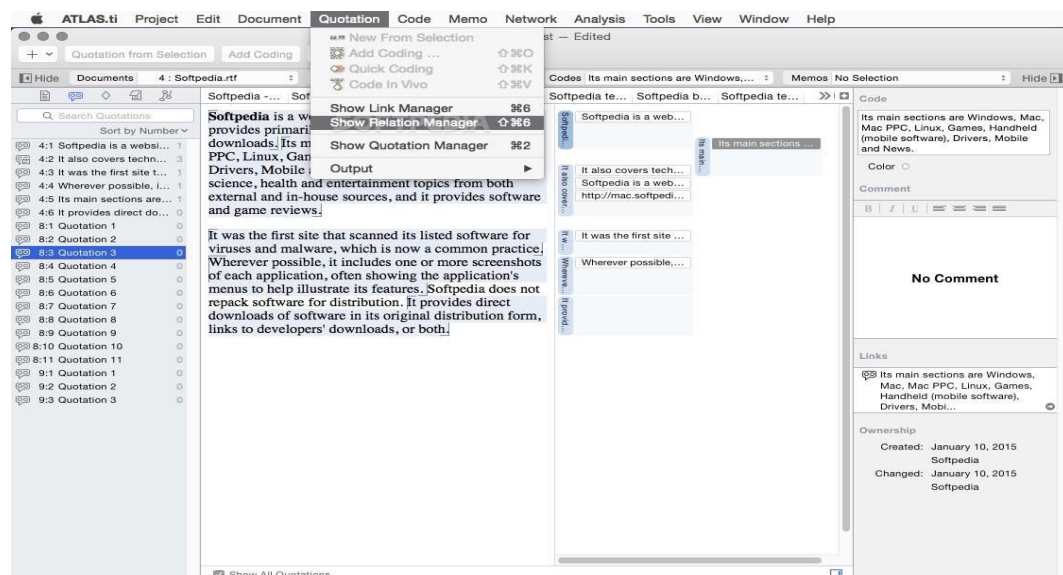 ATLAS.ti Project Edit Document Quotation Code Memo Network Analysis Tools View Window Help
st — Edited
Quotation from Selection Add Coding
New From Selection
Add Coding ... ⇧⌘O
Quick Coding ⇧⌘K
Code In Vivo ⇧⌘V
Show Link Manager ⌘6
Show Relation Manager ⇧⌘6
Show Quotation Manager ⌘2
Output
Hide Documents 4 : Softpedia.rtf
Codes Its main sections are Windows,... Memos No Selection Hide
Search Quotations
Sort by Number
4:1 Softpedia is a websi... 1
4:2 It also covers techn... 3
4:3 It was the first site t... 1
4:4 Wherever possible, i... 1
4:5 Its main sections are... 1
4:6 It provides direct do... 0
8:1 Quotation 1 0
8:2 Quotation 2 0
8:3 Quotation 3 0
8:4 Quotation 4 0
8:5 Quotation 5 0
8:6 Quotation 6 0
8:7 Quotation 7 0
8:8 Quotation 8 0
8:9 Quotation 9 0
8:10 Quotation 10 0
8:11 Quotation 11 0
9:1 Quotation 1 0
9:2 Quotation 2 0
9:3 Quotation 3 0
Softpedia -... Sof
Softpedia is a w
provides primari
downloads. Its m
PPC, Linux, Gan
Drivers, Mobile
science, health and entertainment topics from both
external and in-house sources, and it provides software
and game reviews.
It was the first site that scanned its listed software for
viruses and malware, which is now a common practice.
Wherever possible, it includes one or more screenshots
of each application, often showing the application's
menus to help illustrate its features. Softpedia does not
repack software for distribution. It provides direct
downloads of software in its original distribution form,
links to developers' downloads, or both.
Show All Quotations
Softpedia te... Softpedia b... Softpedia te...
Softpedi...
Softpedia is a web...
Its main...
Its main sections ...
It also cover...
It also covers tech...
Softpedia is a web...
http://mac.softpedi...
It w...
It was the first site ...
Whereve...
Wherever possible,...
It provid...
Code
Its main sections are Windows, Mac,
Mac PPC, Linux, Games, Handheld
(mobile software), Drivers, Mobile
and News.
Color
Comment
B I U
No Comment
Links
Its main sections are Windows,
Mac, Mac PPC, Linux, Games,
Handheld (mobile software),
Drivers, Mobi...
Ownership
Created: January 10, 2015
Softpedia
Changed: January 10, 2015
Softpedia